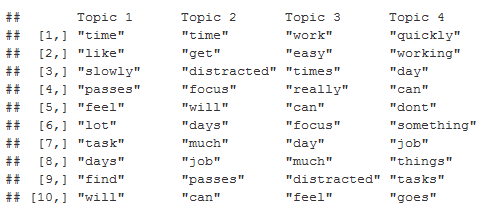 ##       Topic 1  Topic 2      Topic 3      Topic 4
##  [1,] "time"   "time"       "work"       "quickly"
##  [2,] "like"   "get"        "easy"       "working"
##  [3,] "slowly" "distracted" "times"      "day"
##  [4,] "passes" "focus"      "really"     "can"
##  [5,] "feel"   "will"       "can"        "dont"
##  [6,] "lot"    "days"       "focus"      "something"
##  [7,] "task"   "much"       "day"        "job"
##  [8,] "days"   "job"        "much"       "things"
##  [9,] "find"   "passes"     "distracted" "tasks"
## [10,] "will"   "can"        "feel"       "goes"